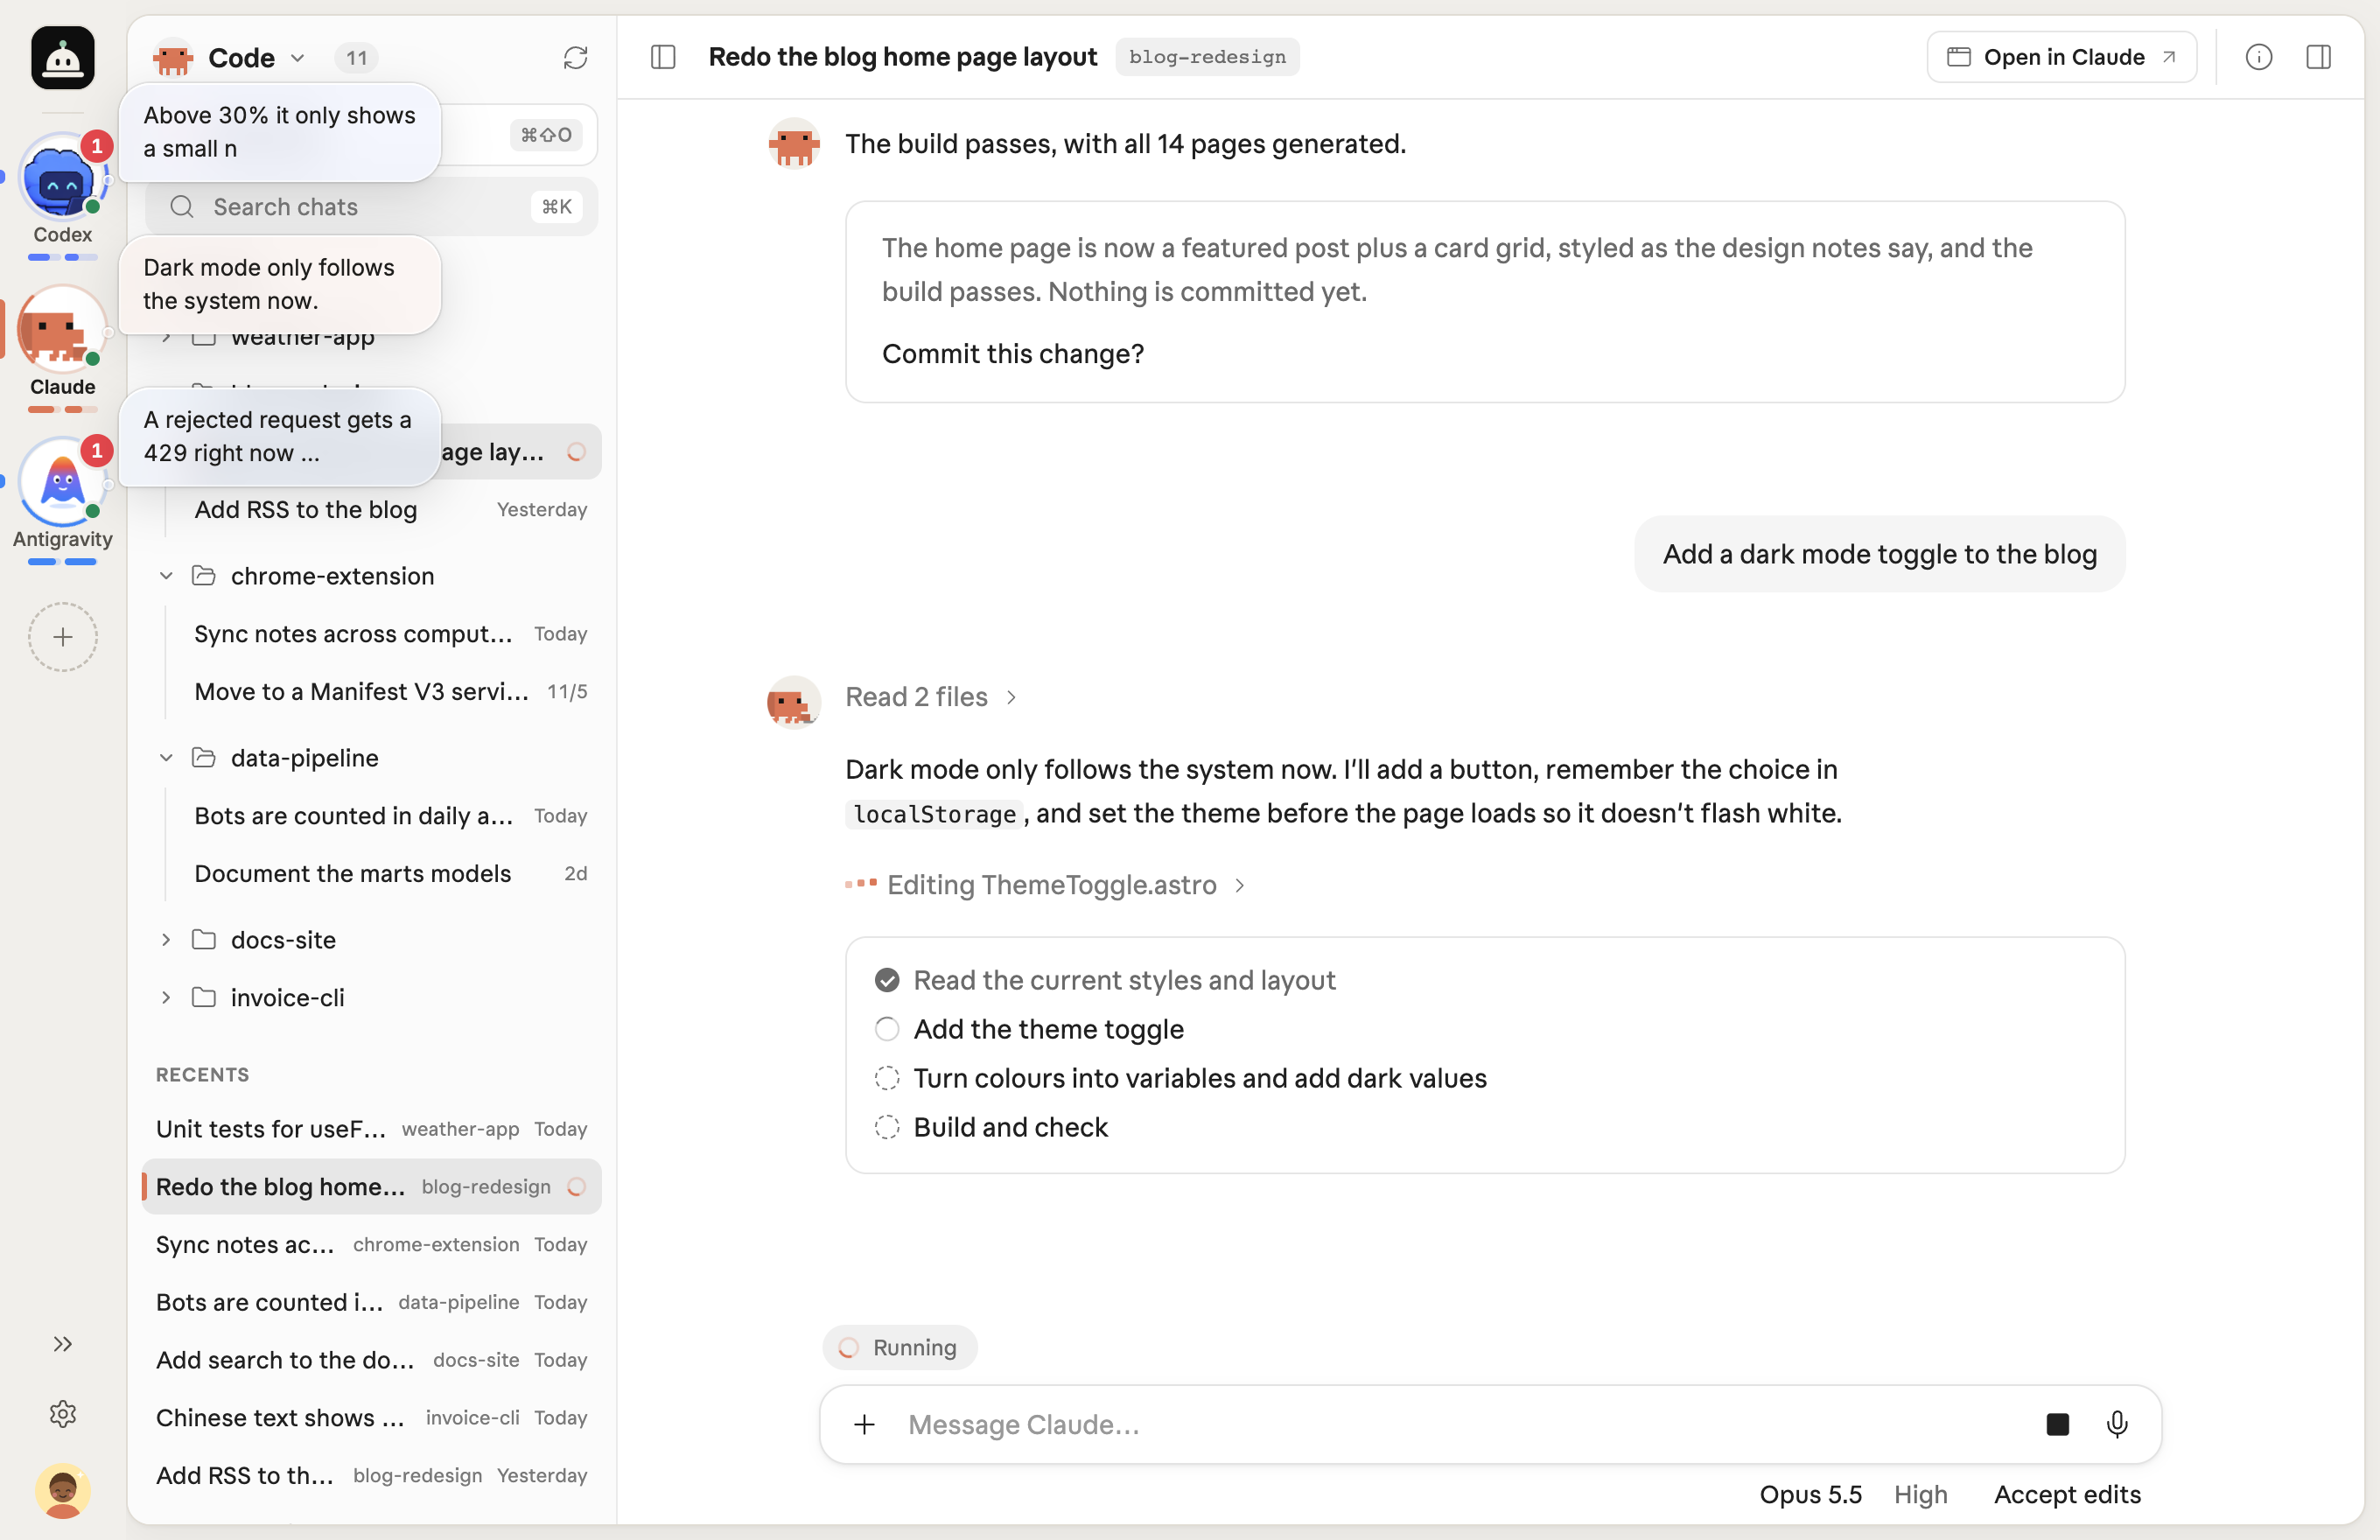 Code 11
Above 30% it only shows
a small n
⌘⇧O
1
Search chats ⌘K
Codex
Dark mode only follows
the system now.
weather-app
Claude
A rejected request gets a
429 right now ...
1
age lay...
Add RSS to the blog Yesterday
Antigravity
chrome-extension
Sync notes across comput... Today
Move to a Manifest V3 servi... 11/5
data-pipeline
Bots are counted in daily a... Today
Document the marts models 2d
docs-site
invoice-cli
RECENTS
Unit tests for useF... weather-app Today
Redo the blog home... blog-redesign
Sync notes ac... chrome-extension Today
Bots are counted i... data-pipeline Today
Add search to the do... docs-site Today
Chinese text shows ... invoice-cli Today
Add RSS to th... blog-redesign Yesterday
Redo the blog home page layout blog-redesign
Open in Claude
The build passes, with all 14 pages generated.
The home page is now a featured post plus a card grid, styled as the design notes say, and the
build passes. Nothing is committed yet.
Commit this change?
Add a dark mode toggle to the blog
Read 2 files
Dark mode only follows the system now. I’ll add a button, remember the choice in
localStorage, and set the theme before the page loads so it doesn’t flash white.
Editing ThemeToggle.astro
Read the current styles and layout
Add the theme toggle
Turn colours into variables and add dark values
Build and check
Running
Message Claude...
Opus 5.5 High Accept edits